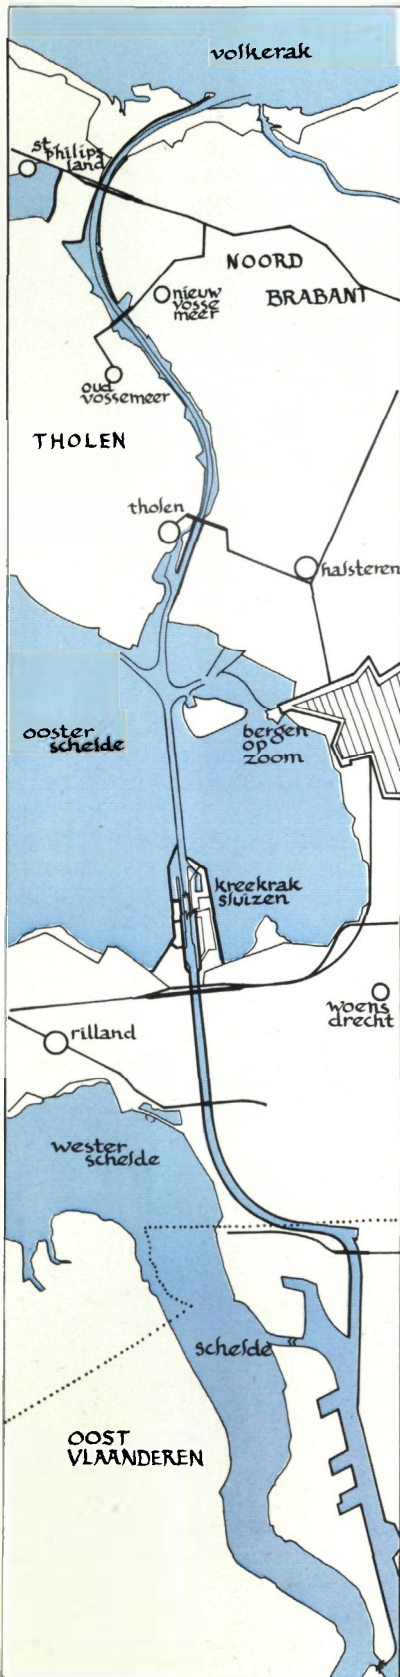 volkerak
st
philips
land
NOORD
BRABANT
nieuw
vosse
meer
oud
vossemeer
THOLEN
tholen
halsteren
ooster
schelde
bergen
op
zoom
kreekrak
sluizen
woens
drecht
rilland
wester
schelde
schelde
OOST
VLAANDEREN